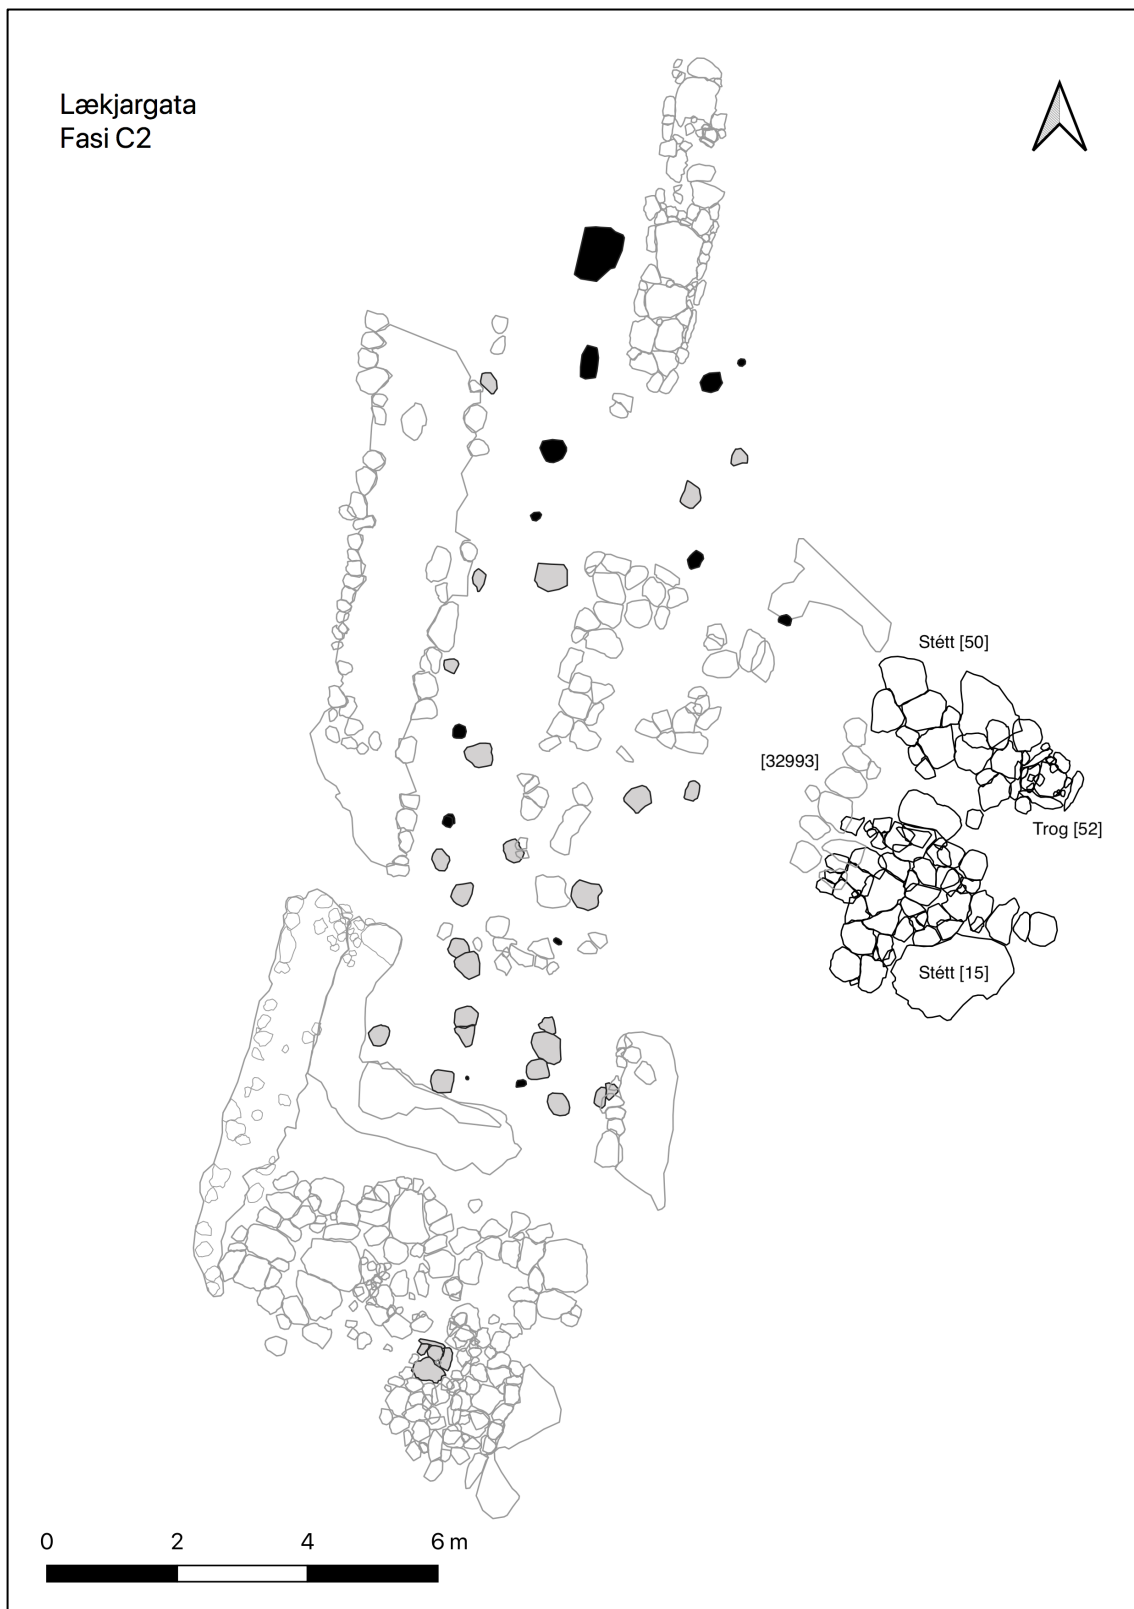 Lækjargata
Fasi C2
Stétt [50]
[32993]
Trog [52]
Stétt [15]
0 2 4 6 m